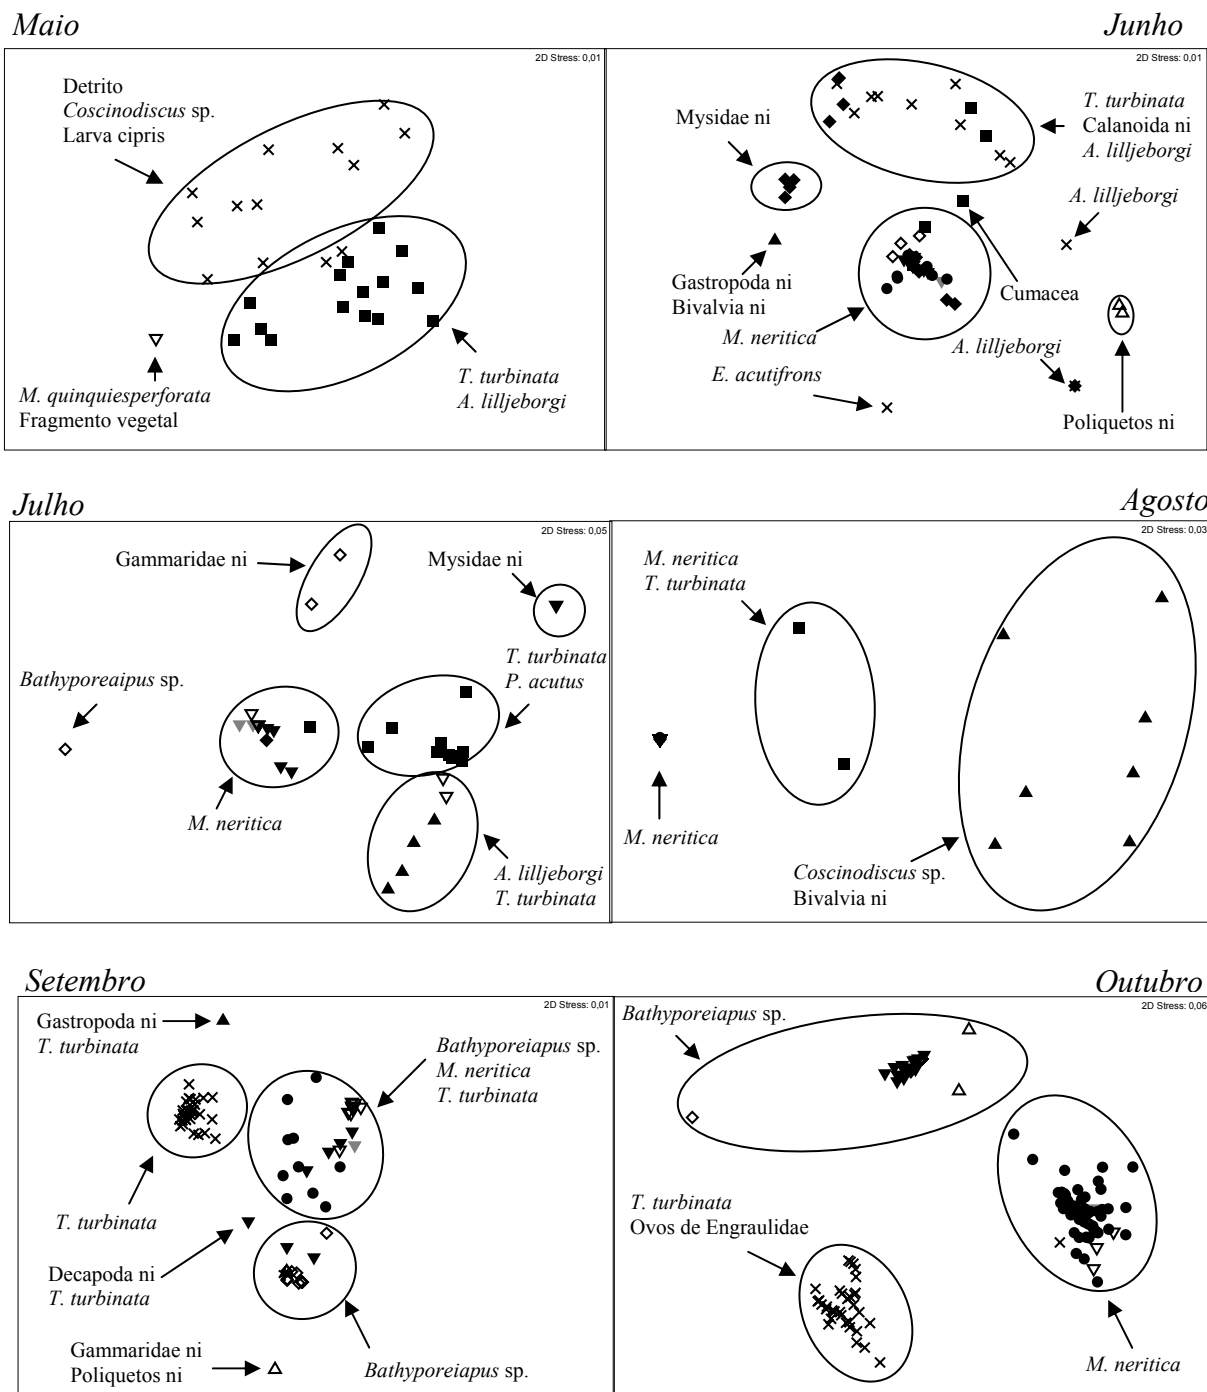 Maio
2D Stress: 0,01
Detrito
Coscinodiscus sp.
Larva cipris
M. quinquiesperforata
Fragmento vegetal
T. turbinata
A. lilljeborgi
Junho
2D Stress: 0,01
Mysidae ni
T. turbinata
Calanoida ni
A. lilljeborgi
A. lilljeborgi
Gastropoda ni
Bivalvia ni
Cumacea
M. neritica
A. lilljeborgi
E. acutifrons
Poliquetos ni
Julho
2D Stress: 0,05
Gammaridae ni
Mysidae ni
T. turbinata
P. acutus
Bathyporeaipus sp.
M. neritica
A. lilljeborgi
T. turbinata
Agosto
2D Stress: 0,03
M. neritica
T. turbinata
M. neritica
Coscinodiscus sp.
Bivalvia ni
Setembro
2D Stress: 0,01
Gastropoda ni
T. turbinata
Bathyporeiapus sp.
M. neritica
T. turbinata
T. turbinata
Decapoda ni
T. turbinata
Gammaridae ni
Poliquetos ni
Bathyporeiapus sp.
Outubro
2D Stress: 0,06
Bathyporeiapus sp.
T. turbinata
Ovos de Engraulidae
M. neritica